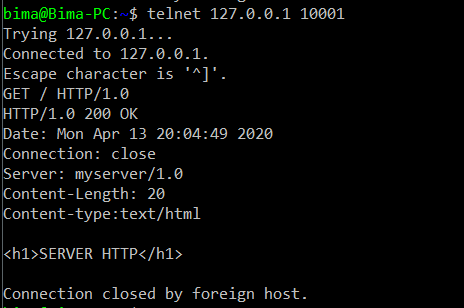 bima@Bima-PC:~$ telnet 127.0.0.1 10001
Trying 127.0.0.1...
Connected to 127.0.0.1.
Escape character is '^]'.
GET / HTTP/1.0
HTTP/1.0 200 OK
Date: Mon Apr 13 20:04:49 2020
Connection: close
Server: myserver/1.0
Content-Length: 20
Content-type:text/html

<h1>SERVER HTTP</h1>

Connection closed by foreign host.